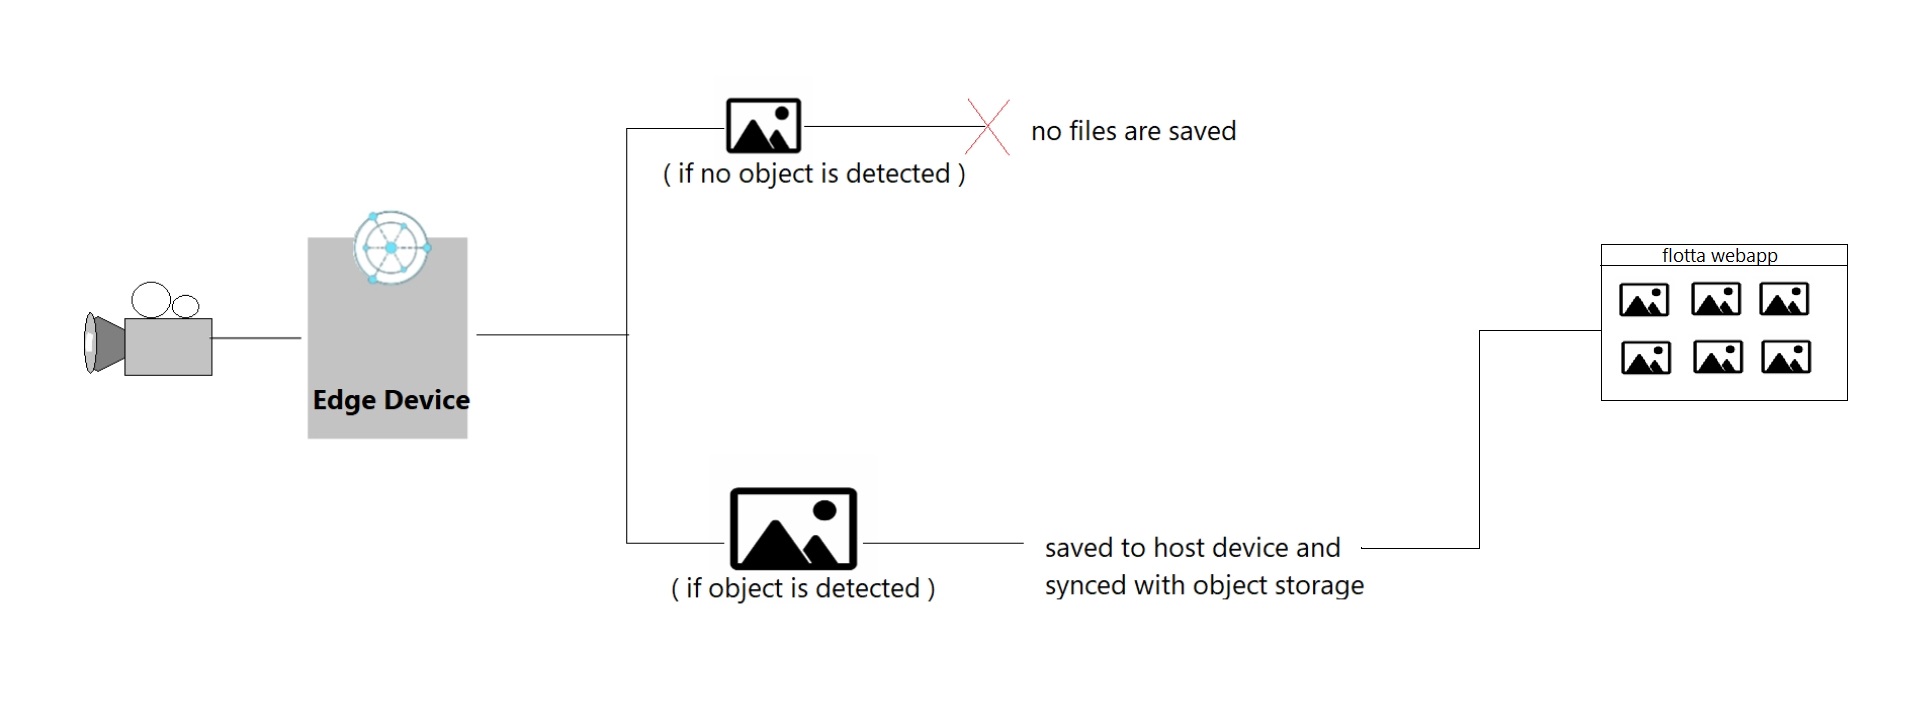 no files are saved
( if no object is detected )
flotta webapp
Edge Device
saved to host device and
synced with object storage
( if object is detected )